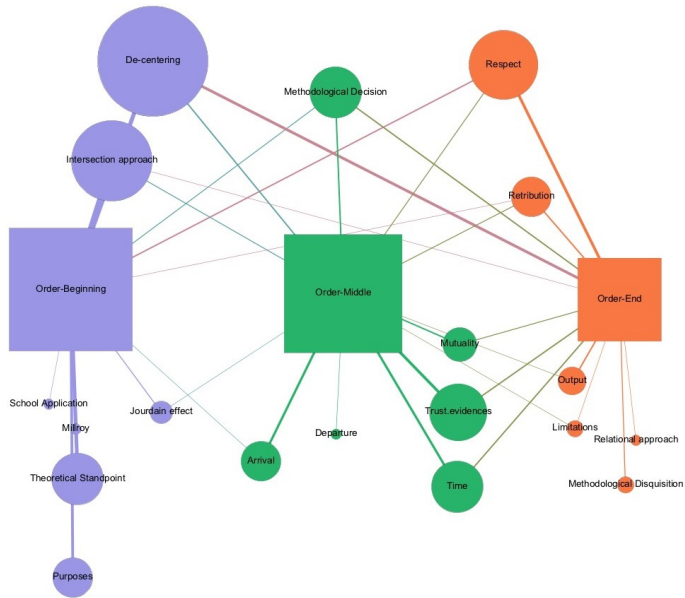 De-centering
Respect
Methodological Decision
Intersection approach
Retribution
Order-Beginning
Order-Middle
Order-End
Mutuality
Output
School Application
Jourdain effect
Trust.evidences
Millroy
Limitations
Departure
Relational approach
Arrival
Theoretical Standpoint
Time
Methodological Disquisition
Purposes